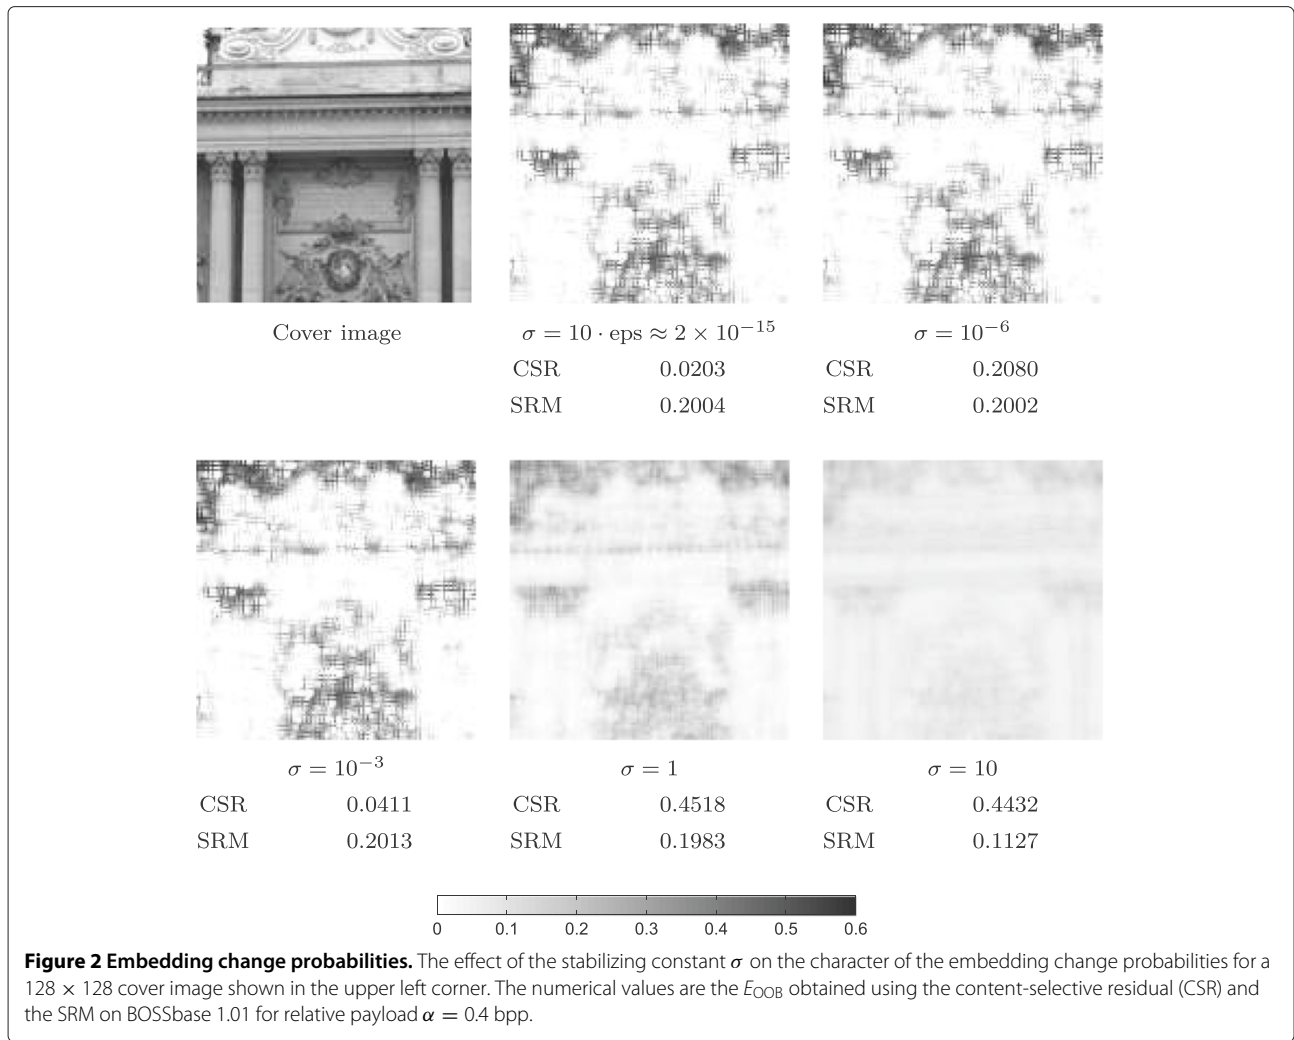 Cover image
σ = 10 · eps ≈ 2 × 10⁻¹⁵
σ = 10⁻⁶
CSR 0.0203
CSR 0.2080
SRM 0.2004
SRM 0.2002
σ = 10⁻³
σ = 1
σ = 10
CSR 0.0411
CSR 0.4518
CSR 0.4432
SRM 0.2013
SRM 0.1983
SRM 0.1127
0 0.1 0.2 0.3 0.4 0.5 0.6
Figure 2 Embedding change probabilities. The effect of the stabilizing constant σ on the character of the embedding change probabilities for a
128 × 128 cover image shown in the upper left corner. The numerical values are the E_OOB obtained using the content-selective residual (CSR) and
the SRM on BOSSbase 1.01 for relative payload α = 0.4 bpp.